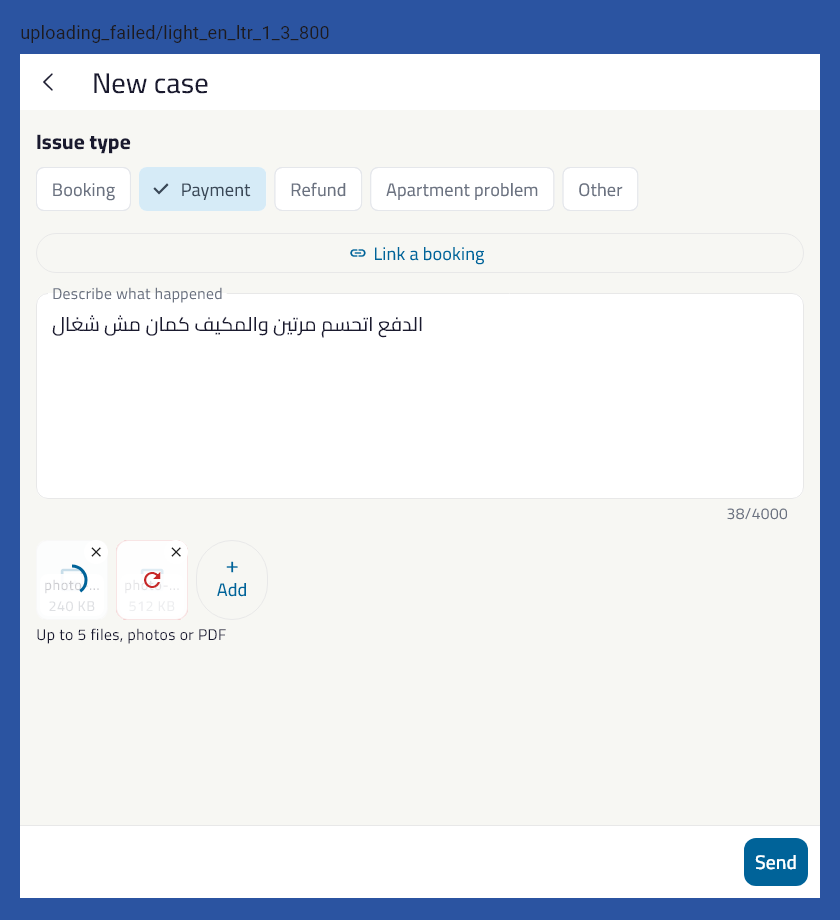 uploading_failed/light_en_ltr_1_3_800
New case
Issue type
Booking
Payment
Refund
Apartment problem
Other
Link a booking
Describe what happened
الدفع اتحسم مرتين والمكيف كمان مش شغال
38/4000
photo-...
240 KB
photo-...
512 KB
+
Add
Up to 5 files, photos or PDF
Send